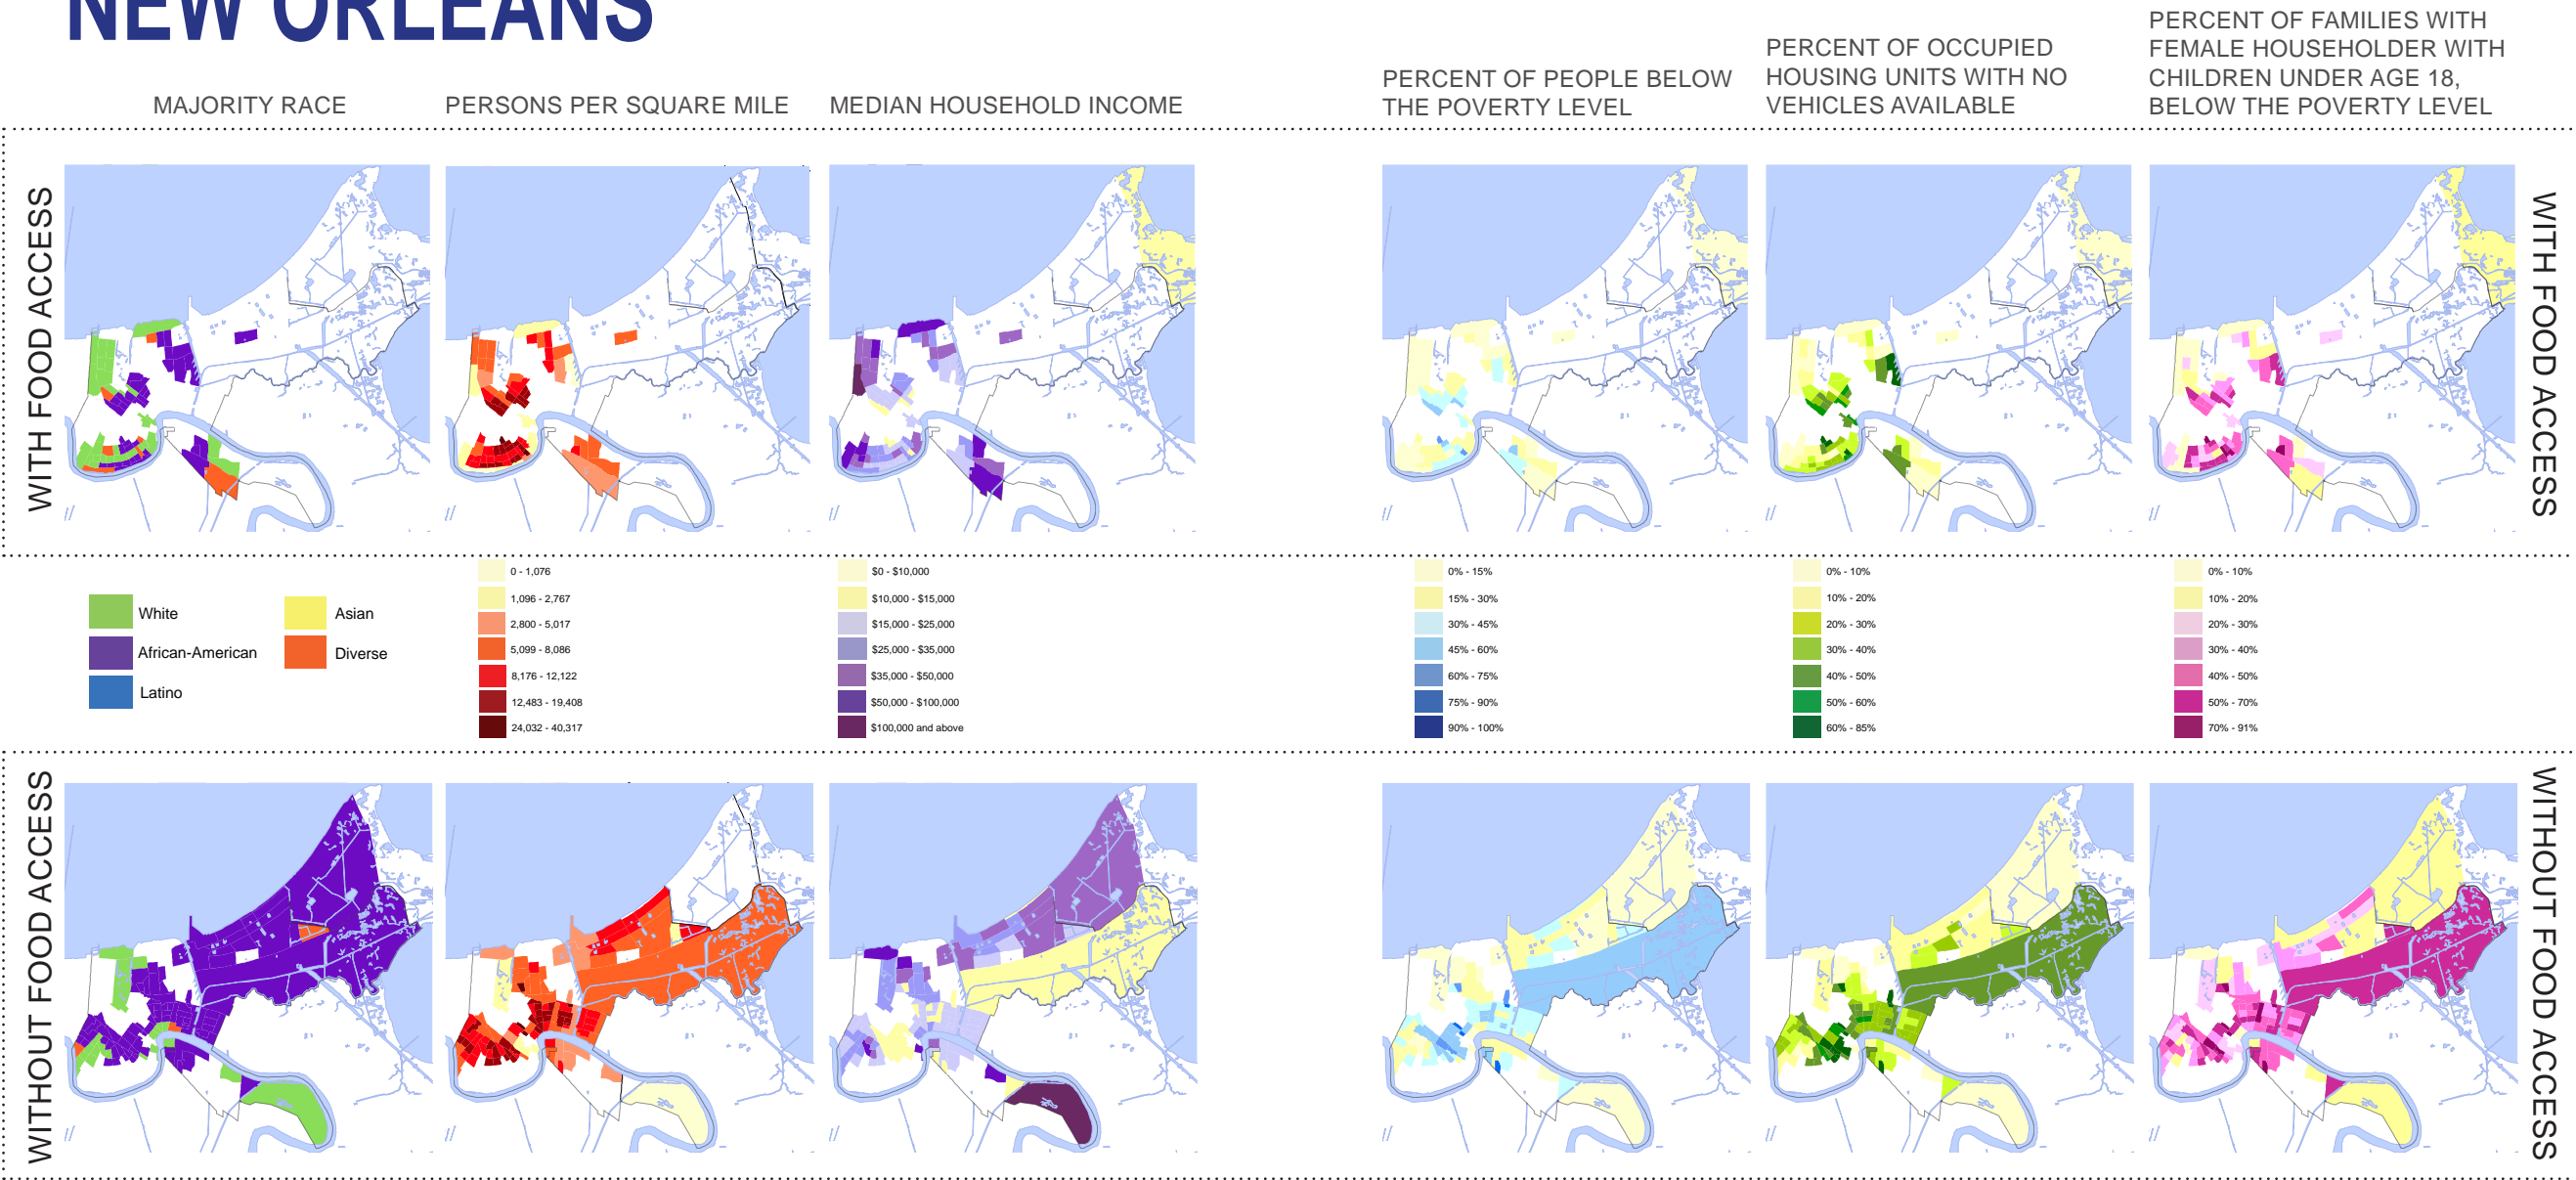 NEW ORLEANS
MAJORITY RACE
PERSONS PER SQUARE MILE
MEDIAN HOUSEHOLD INCOME
PERCENT OF PEOPLE BELOW
THE POVERTY LEVEL
PERCENT OF OCCUPIED
HOUSING UNITS WITH NO
VEHICLES AVAILABLE
PERCENT OF FAMILIES WITH
FEMALE HOUSEHOLDER WITH
CHILDREN UNDER AGE 18,
BELOW THE POVERTY LEVEL
WITH FOOD ACCESS
WITH FOOD ACCESS
White
African-American
Latino
Asian
Diverse
0 - 1,076
1,096 - 2,767
2,800 - 5,017
5,099 - 8,086
8,176 - 12,122
12,483 - 19,408
24,032 - 40,317
$0 - $10,000
$10,000 - $15,000
$15,000 - $25,000
$25,000 - $35,000
$35,000 - $50,000
$50,000 - $100,000
$100,000 and above
0% - 15%
15% - 30%
30% - 45%
45% - 60%
60% - 75%
75% - 90%
90% - 100%
0% - 10%
10% - 20%
20% - 30%
30% - 40%
40% - 50%
50% - 60%
60% - 85%
0% - 10%
10% - 20%
20% - 30%
30% - 40%
40% - 50%
50% - 70%
70% - 91%
WITHOUT FOOD ACCESS
WITHOUT FOOD ACCESS